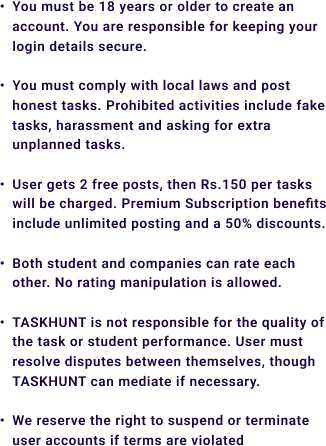 • You must be 18 years or older to create an
account. You are responsible for keeping your
login details secure.
• You must comply with local laws and post
honest tasks. Prohibited activities include fake
tasks, harassment and asking for extra
unplanned tasks.
• User gets 2 free posts, then Rs.150 per tasks
will be charged. Premium Subscription benefits
include unlimited posting and a 50% discounts.
• Both student and companies can rate each
other. No rating manipulation is allowed.
• TASKHUNT is not responsible for the quality of
the task or student performance. User must
resolve disputes between themselves, though
TASKHUNT can mediate if necessary.
• We reserve the right to suspend or terminate
user accounts if terms are violated